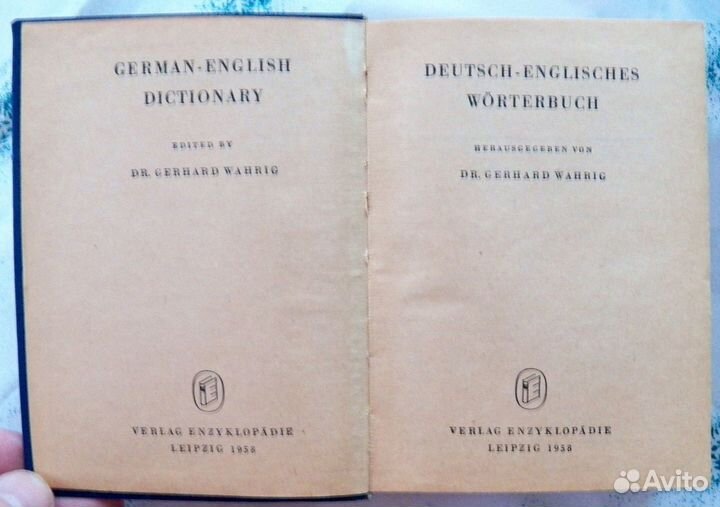 GERMAN-ENGLISH
DICTIONARY
EDITED BY
DR. GERHARD WAHRIG
VERLAG ENZYKLOPÄDIE
LEIPZIG 1958
DEUTSCH-ENGLISCHES
WÖRTERBUCH
HERAUSGEGEBEN VON
DR. GERHARD WAHRIG
VERLAG ENZYKLOPÄDIE
LEIPZIG 1958
Avito